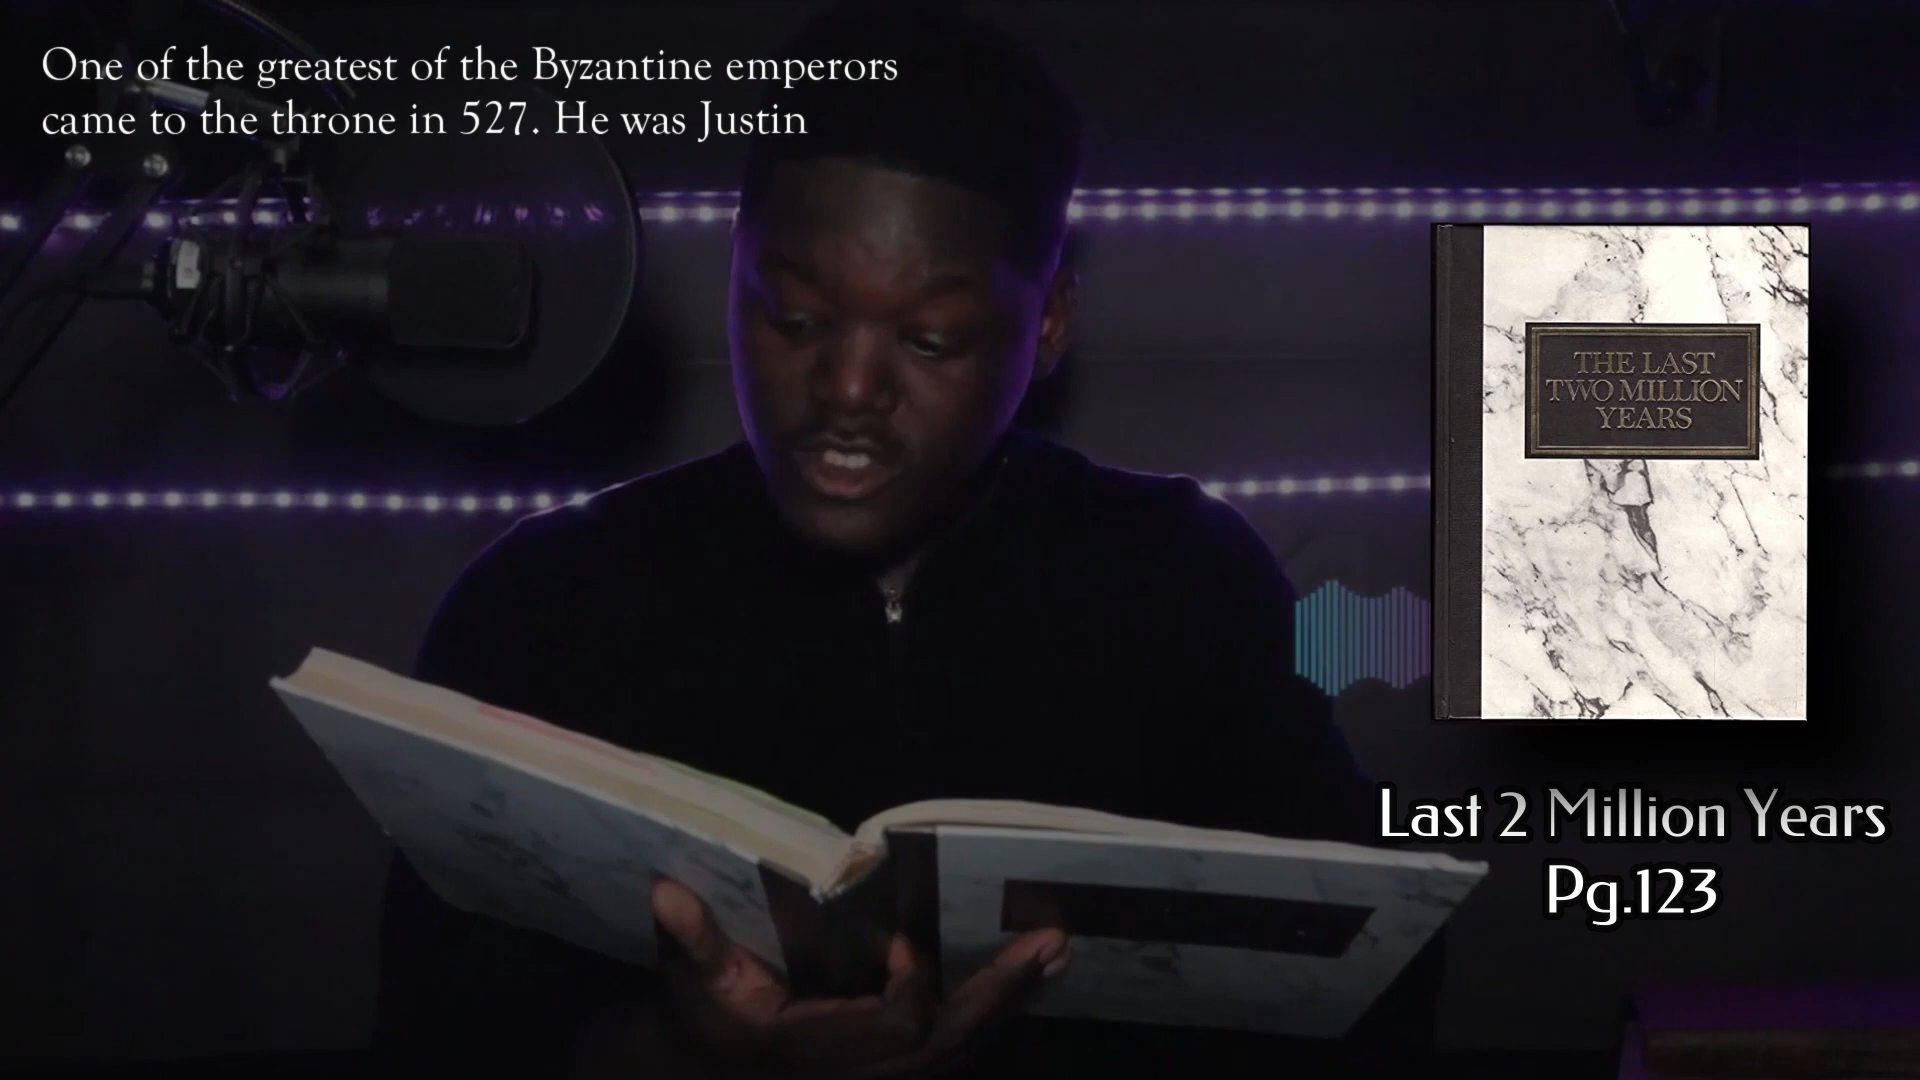 One of the greatest of the Byzantine emperors
came to the throne in 527. He was Justin
THE LAST
TWO MILLION
YEARS
Last 2 Million Years
Pg.123